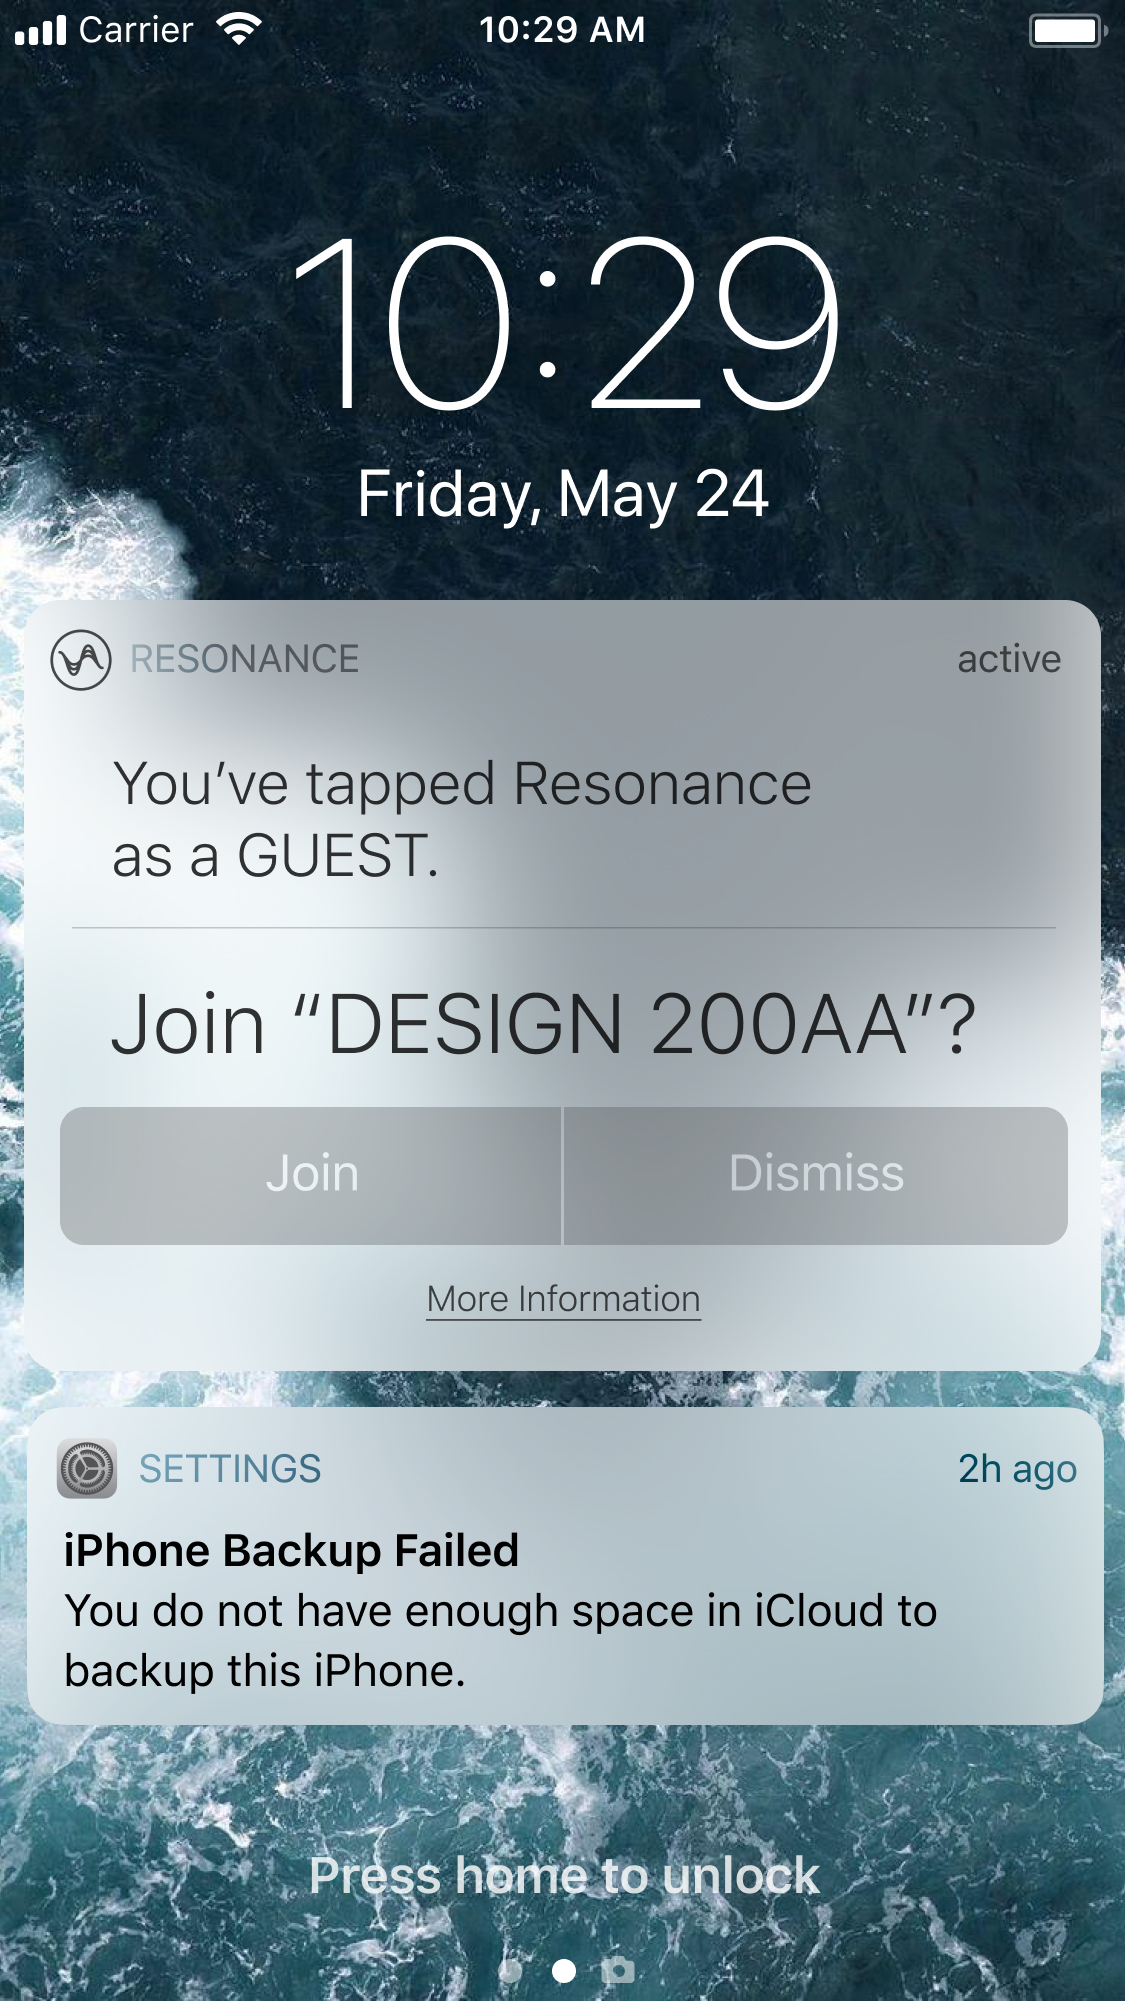 Carrier 10:29 AM
10:29
Friday, May 24
RESONANCE active
You’ve tapped Resonance
as a GUEST.
Join “DESIGN 200AA”?
Join Dismiss
More Information
SETTINGS 2h ago
iPhone Backup Failed
You do not have enough space in iCloud to
backup this iPhone.
Press home to unlock